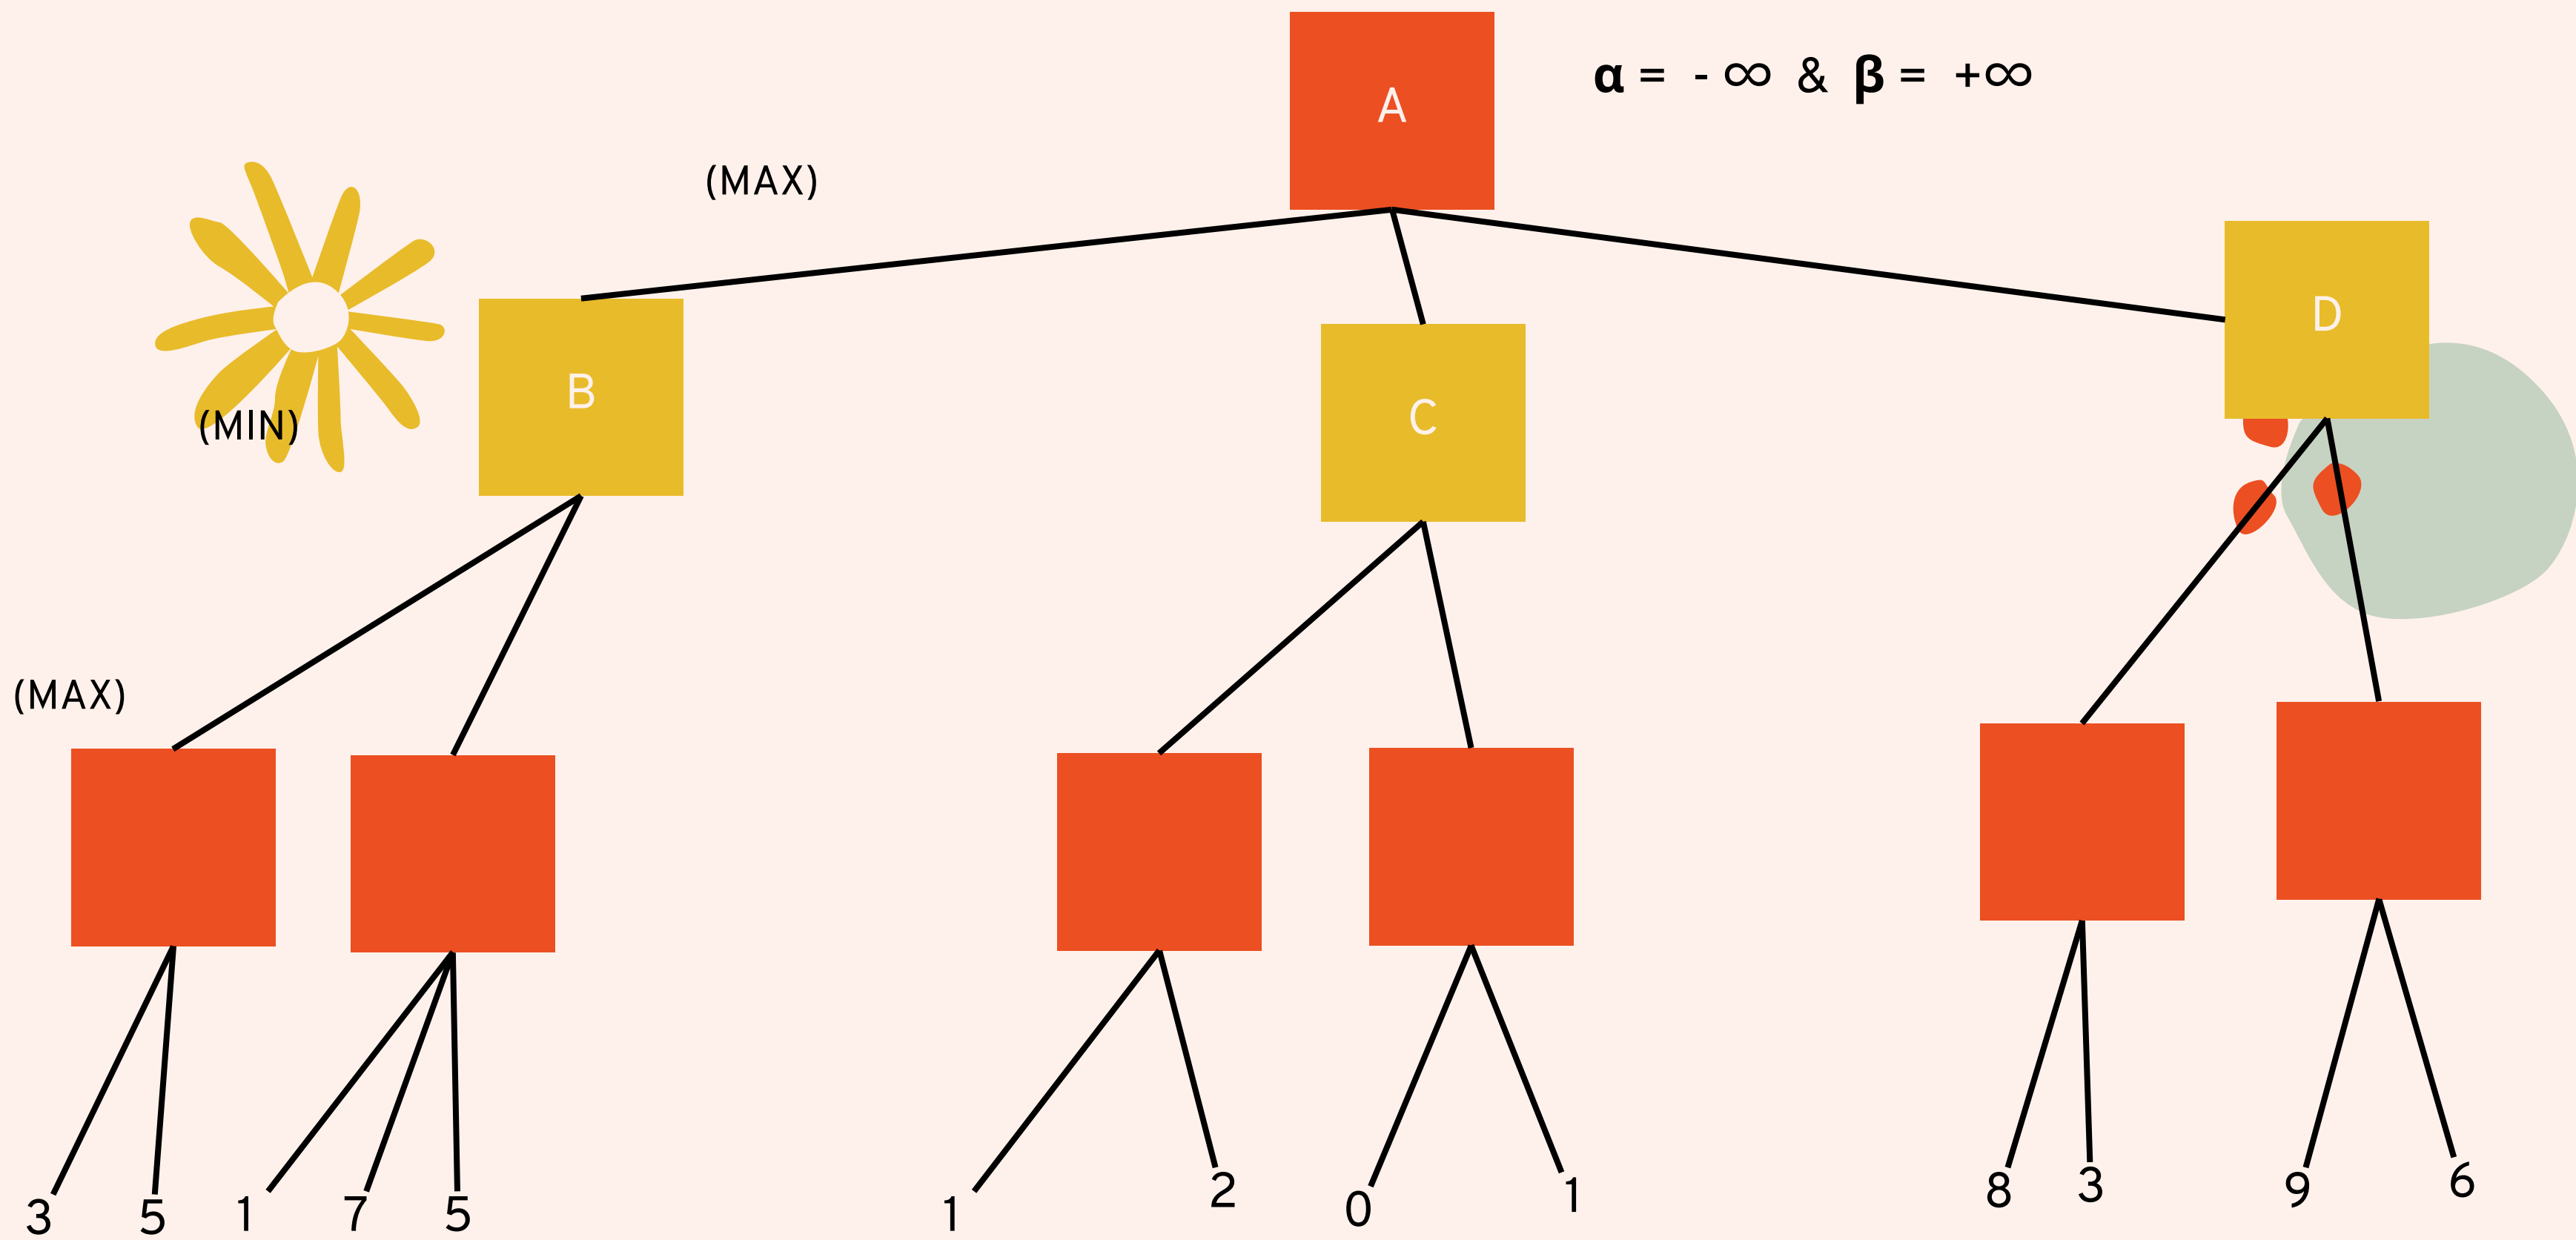 A
α = - ∞ & β = +∞
(MAX)
D
B
C
(MIN)
(MAX)
3 5 1 7 5 1 2 0 1 8 3 9 6